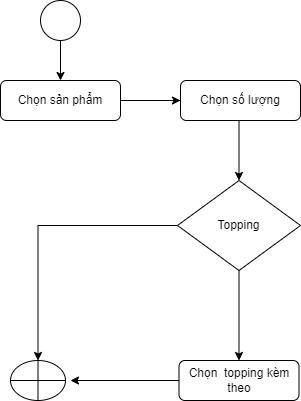 Chọn sản phẩm
Chọn số lượng
Topping
Chọn topping kèm
theo